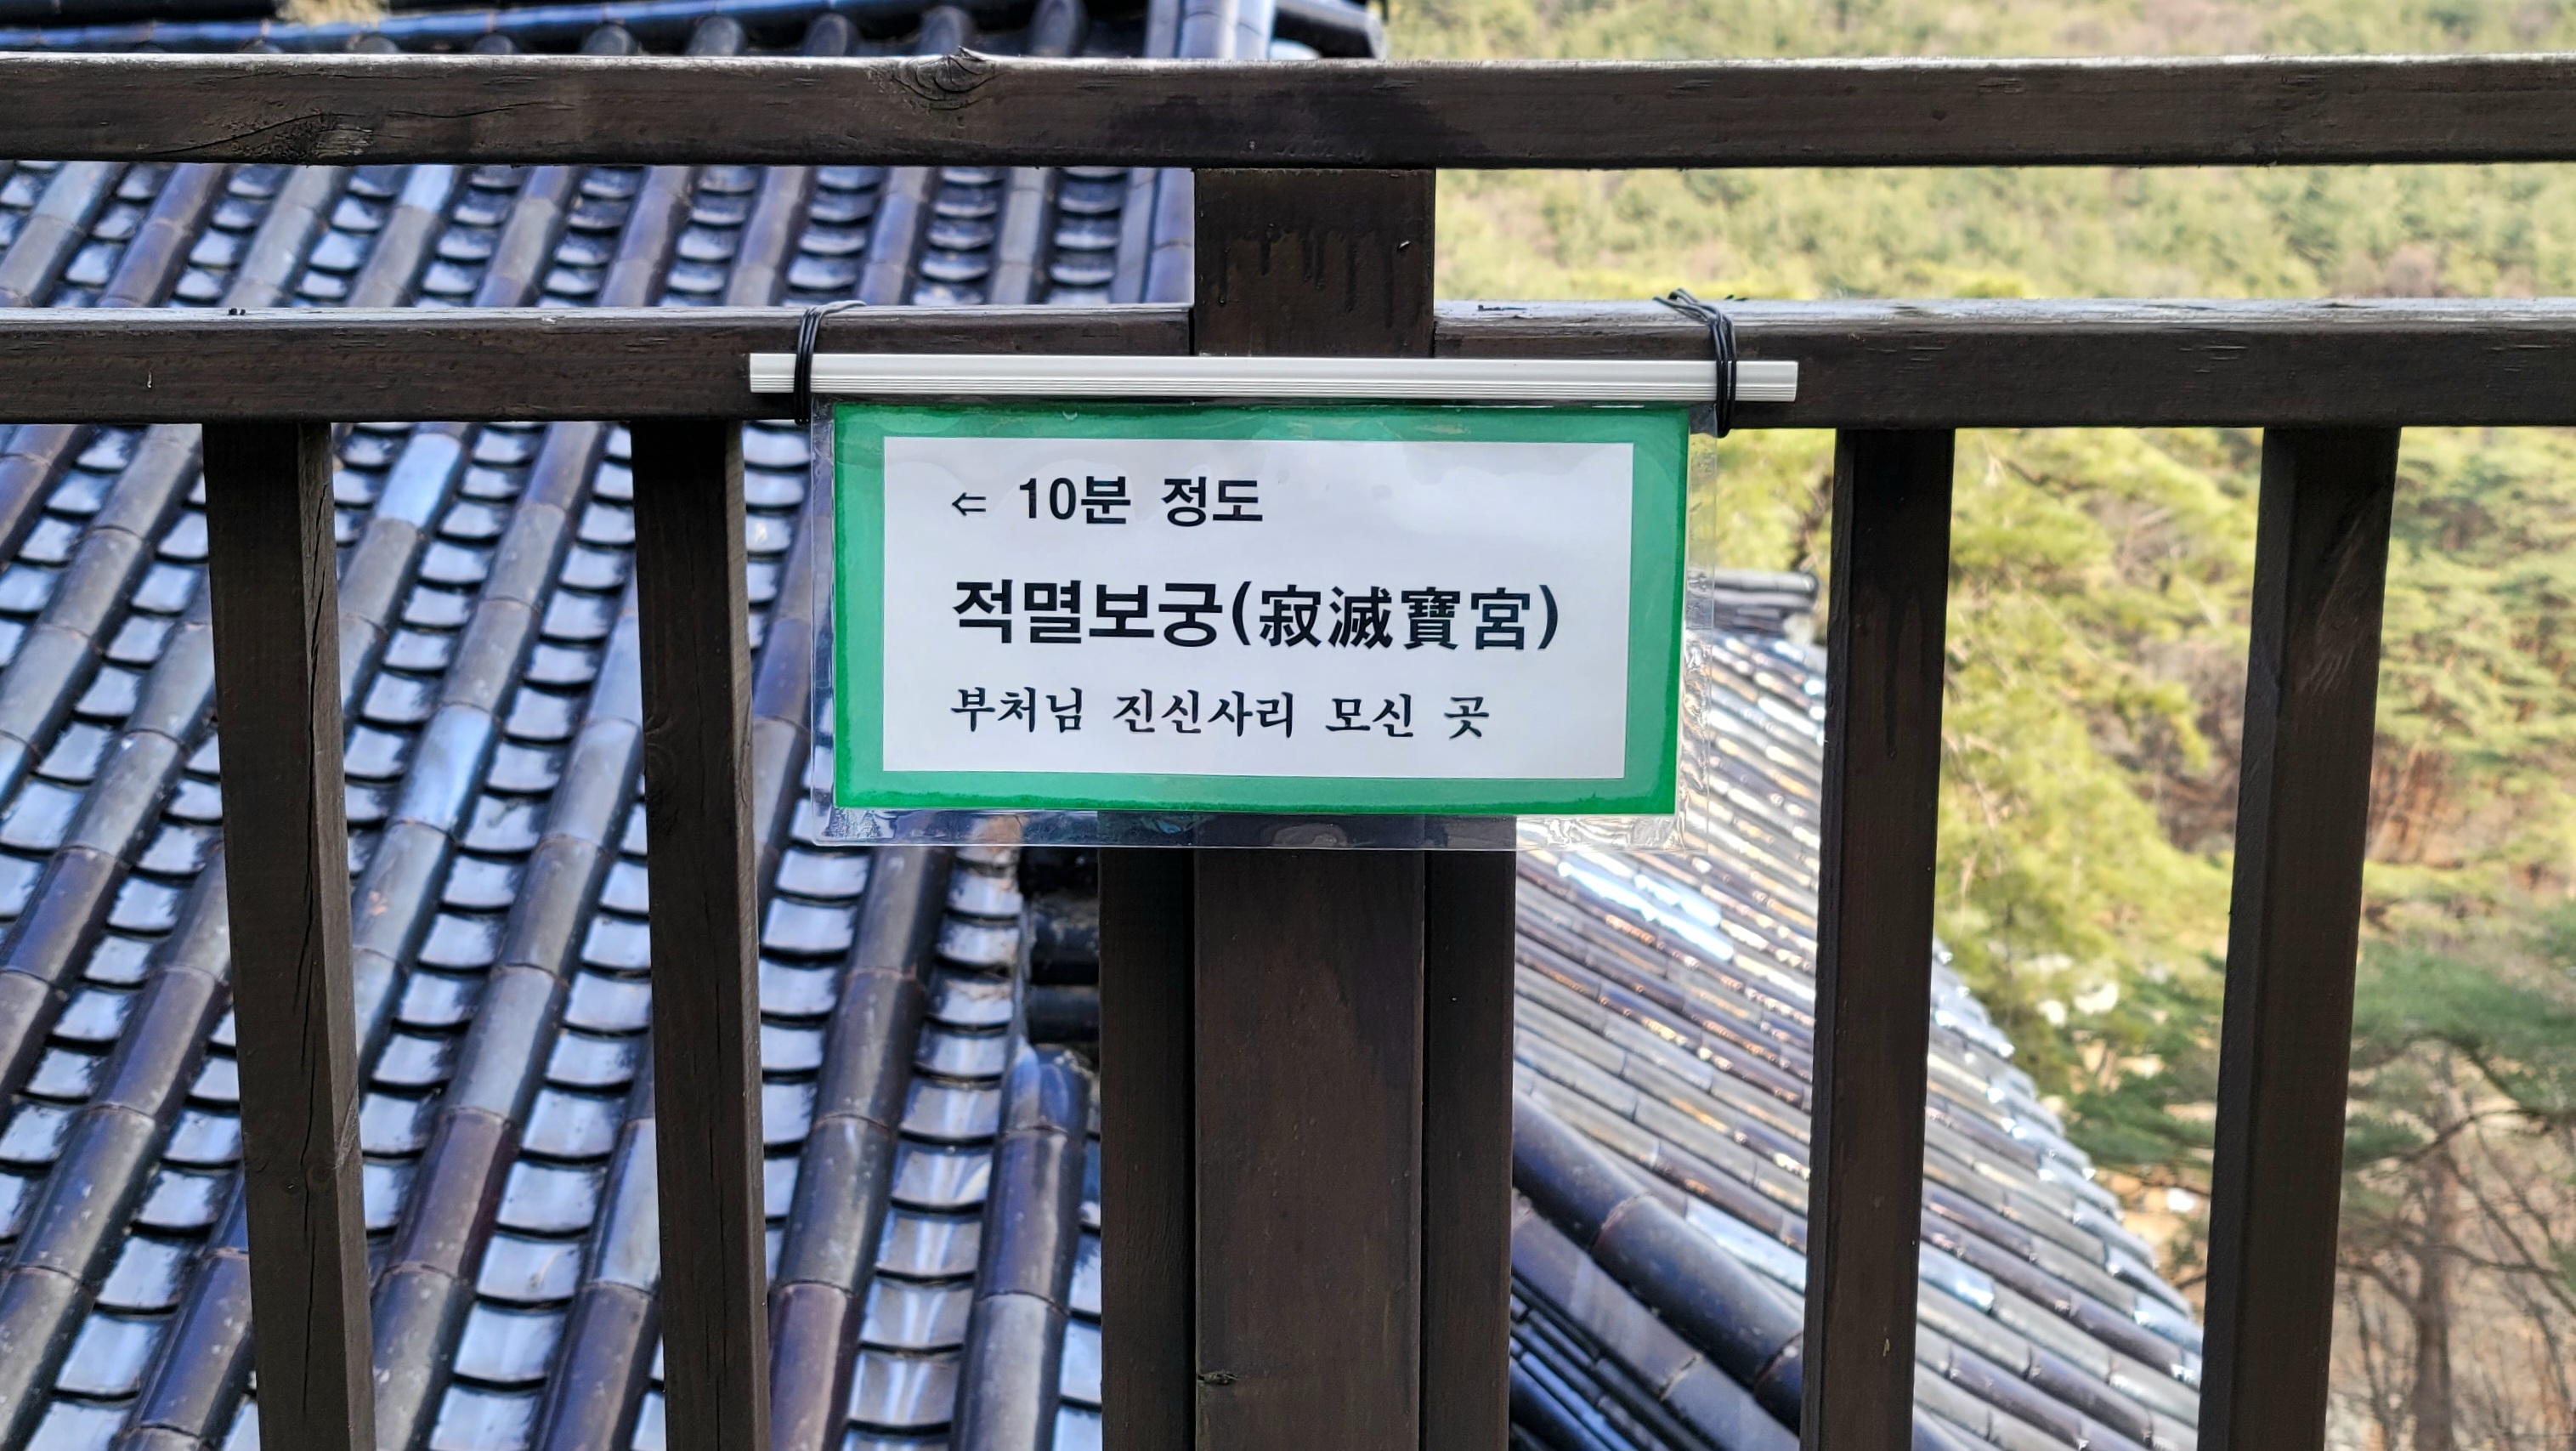 ⇐ 10분 정도
적멸보궁(寂滅寶宮)
부처님 진신사리 모신 곳